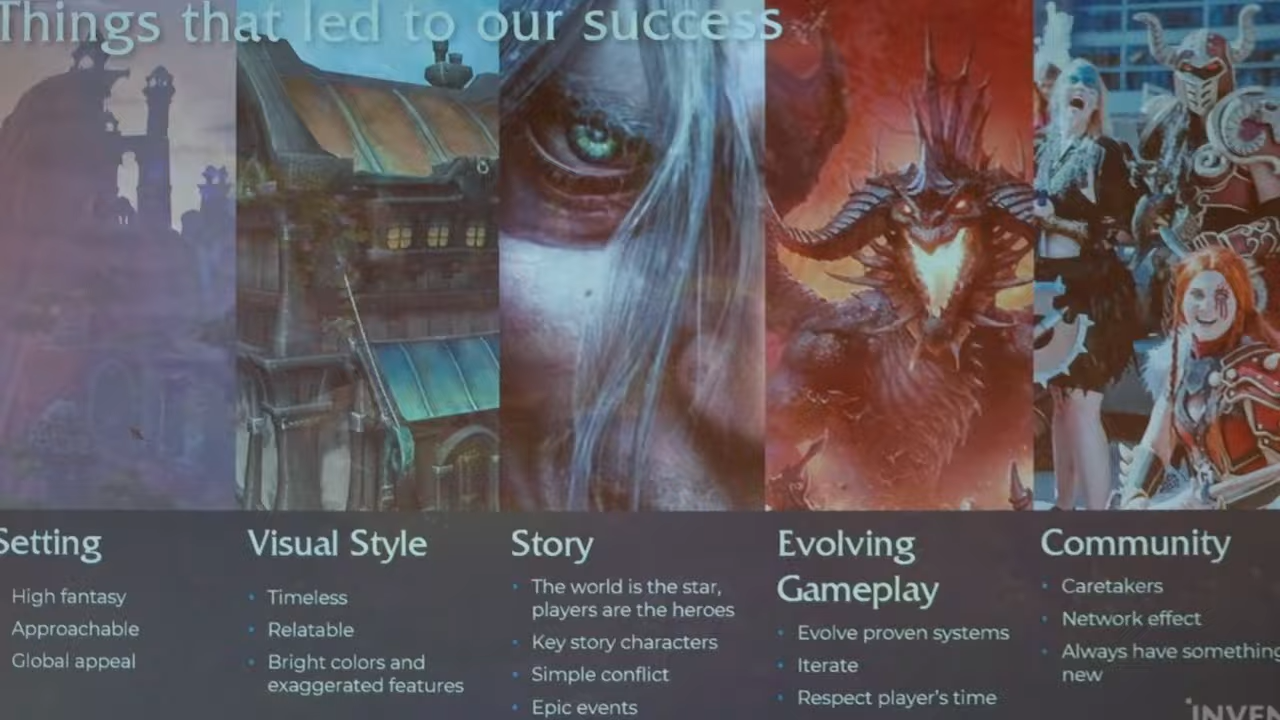 Things that led to our success
Setting
High fantasy
Approachable
Global appeal
Visual Style
Timeless
Relatable
Bright colors and
exaggerated features
Story
The world is the star,
players are the heroes
Key story characters
Simple conflict
Epic events
Evolving
Gameplay
Evolve proven systems
Iterate
Respect player's time
Community
Caretakers
Network effect
Always have something
new
INVEN